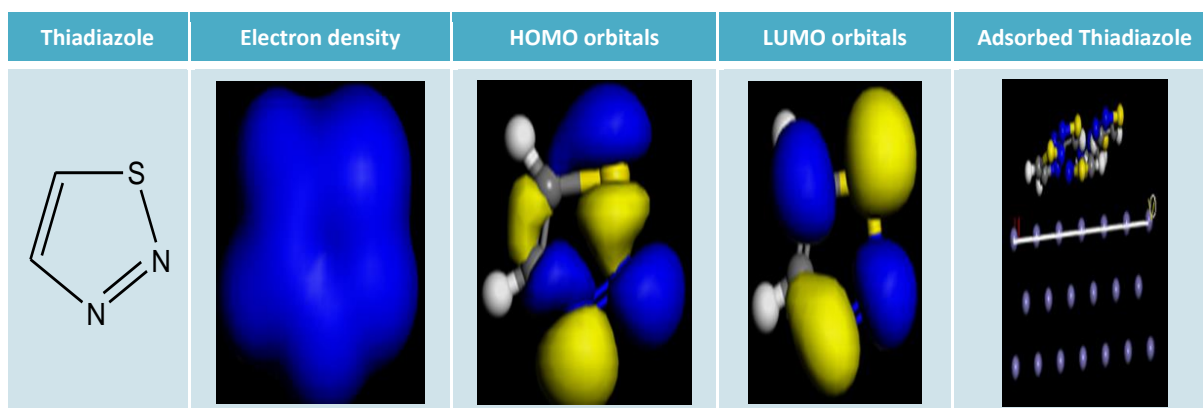 Thiadiazole
Electron density
HOMO orbitals
LUMO orbitals
Adsorbed Thiadiazole
S
N
N